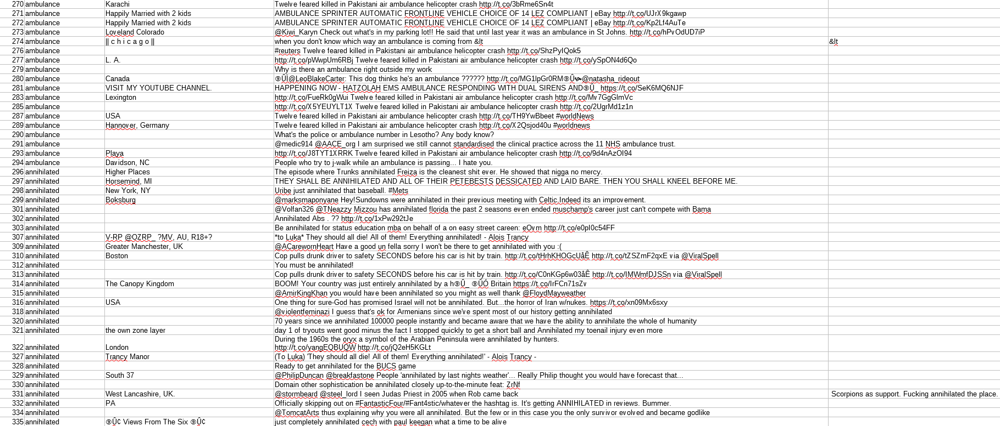 270 ambulance Karachi Twelve feared killed in Pakistani air ambulance helicopter crash http://t.co/3bRme6Sn4t
271 ambulance Happily Married with 2 kids AMBULANCE SPRINTER AUTOMATIC FRONTLINE VEHICLE CHOICE OF 14 LEZ COMPLIANT | eBay http://t.co/UJrX9kgawp
272 ambulance Happily Married with 2 kids AMBULANCE SPRINTER AUTOMATIC FRONTLINE VEHICLE CHOICE OF 14 LEZ COMPLIANT | eBay http://t.co/Kp2Lf4AuTe
273 ambulance Loveland Colorado @Kiwi_Karyn Check out what's in my parking lot!! He said that until last year it was an ambulance in St Johns. http://t.co/hPvOdUD7iP
274 ambulance || c h i c a g o || when you don't know which way an ambulance is coming from &lt &lt
276 ambulance #reuters Twelve feared killed in Pakistani air ambulance helicopter crash http://t.co/ShzPyIQok5
277 ambulance L. A. http://t.co/pWwpUm6RBj Twelve feared killed in Pakistani air ambulance helicopter crash http://t.co/ySpON4d6Qo
279 ambulance Why is there an ambulance right outside my work
280 ambulance Canada ⑨ÛÏ@LeoBlakeCarter: This dog thinks he's an ambulance ?????? http://t.co/MG1lpGr0RM⑨Û@natasha_rideout
281 ambulance VISIT MY YOUTUBE CHANNEL. HAPPENING NOW - HATZOLAH EMS AMBULANCE RESPONDING WITH DUAL SIRENS AND⑨Û_ https://t.co/SeK6MQ6NJF
283 ambulance Lexington http://t.co/FueRk0gWui Twelve feared killed in Pakistani air ambulance helicopter crash http://t.co/Mv7GgGlmVc
285 ambulance http://t.co/X5YEUYLT1X Twelve feared killed in Pakistani air ambulance helicopter crash http://t.co/2UgrMd1z1n
287 ambulance USA Twelve feared killed in Pakistani air ambulance helicopter crash http://t.co/TH9YwBbeet #worldNews
289 ambulance Hannover, Germany Twelve feared killed in Pakistani air ambulance helicopter crash http://t.co/X2Qsjod40u #worldnews
290 ambulance What's the police or ambulance number in Lesotho? Any body know?
291 ambulance @medic914 @AACE_org I am surprised we still cannot standardised the clinical practice across the 11 NHS ambulance trust.
293 ambulance Playa http://t.co/J8TYT1XRRK Twelve feared killed in Pakistani air ambulance helicopter crash http://t.co/9d4nAzOI94
294 ambulance Davidson, NC People who try to j-walk while an ambulance is passing... I hate you.
296 annihilated Higher Places The episode where Trunks annihilated Freiza is the cleanest shit ever. He showed that nigga no mercy.
297 annihilated Horsemind, MI THEY SHALL BE ANNIHILATED AND ALL OF THEIR PETEBESTS DESSICATED AND LAID BARE. THEN YOU SHALL KNEEL BEFORE ME.
298 annihilated New York, NY Uribe just annihilated that baseball. #Mets
299 annihilated Boksburg @marksmaponyane Hey!Sundowns were annihilated in their previous meeting with Celtic.Indeed its an improvement.
301 annihilated @Volfan326 @TNeazzy Mizzou has annihilated florida the past 2 seasons even ended muschamp's career just can't compete with Bama
302 annihilated Annihilated Abs . ?? http://t.co/1xPw292tJe
303 annihilated Be annihilated for status education mba on behalf of a on easy street careen: eOvm http://t.co/e0pI0c54FF
307 annihilated V-RP @OZRP_ ?MV, AU, R18+? *to Luka* They should all die! All of them! Everything annihilated! - Alois Trancy
309 annihilated Greater Manchester, UK @ACarewornHeart Have a good un fella sorry I won't be there to get annihilated with you :(
310 annihilated Boston Cop pulls drunk driver to safety SECONDS before his car is hit by train. http://t.co/tHrhKHOGcUåÊ http://t.co/tZSZmF2qxE via @ViralSpell
312 annihilated You must be annihilated!
313 annihilated Cop pulls drunk driver to safety SECONDS before his car is hit by train. http://t.co/C0nKGp6w03åÊ http://t.co/IMWmfDJSSn via @ViralSpell
314 annihilated The Canopy Kingdom BOOM! Your country was just entirely annihilated by a h⑨Û_ ⑨ÛÓ Britain https://t.co/IrFCn71sZv
315 annihilated @AmirKingKhan you would have been annihilated so you might as well thank @FloydMayweather
316 annihilated USA One thing for sure-God has promised Israel will not be annihilated. But...the horror of Iran w/nukes. https://t.co/xn09Mx6sxy
318 annihilated @violentfeminazi I guess that's ok for Armenians since we've spent most of our history getting annihilated
320 annihilated 70 years since we annihilated 100000 people instantly and became aware that we have the ability to annihilate the whole of humanity
321 annihilated the own zone layer day 1 of tryouts went good minus the fact I stopped quickly to get a short ball and Annihilated my toenail injury even more
During the 1960s the oryx a symbol of the Arabian Peninsula were annihilated by hunters.
322 annihilated London http://t.co/yangEQBUQW http://t.co/jQ2eH5KGLt
327 annihilated Trancy Manor (To Luka) 'They should all die! All of them! Everything annihilated!' - Alois Trancy -
328 annihilated Ready to get annihilated for the BUCS game
329 annihilated South 37 @PhilipDuncan @breakfastone People 'annihilated by last nights weather'... Really Philip thought you would have forecast that...
330 annihilated Domain other sophistication be annihilated closely up-to-the-minute feat: ZrNf
331 annihilated West Lancashire, UK. @stormbeard @steel_lord I seen Judas Priest in 2005 when Rob came back Scorpions as support. Fucking annihilated the place.
332 annihilated PA Officially skipping out on #FantasticFour/#Fant4stic/whatever the hashtag is. It's getting ANNIHILATED in reviews. Bummer.
334 annihilated @TomcatArts thus explaining why you were all annihilated. But the few or in this case you the only survivor evolved and became godlike
335 annihilated ⑨Û¢ Views From The Six ⑨Û¢ just completely annihilated cech with paul keegan what a time to be alive